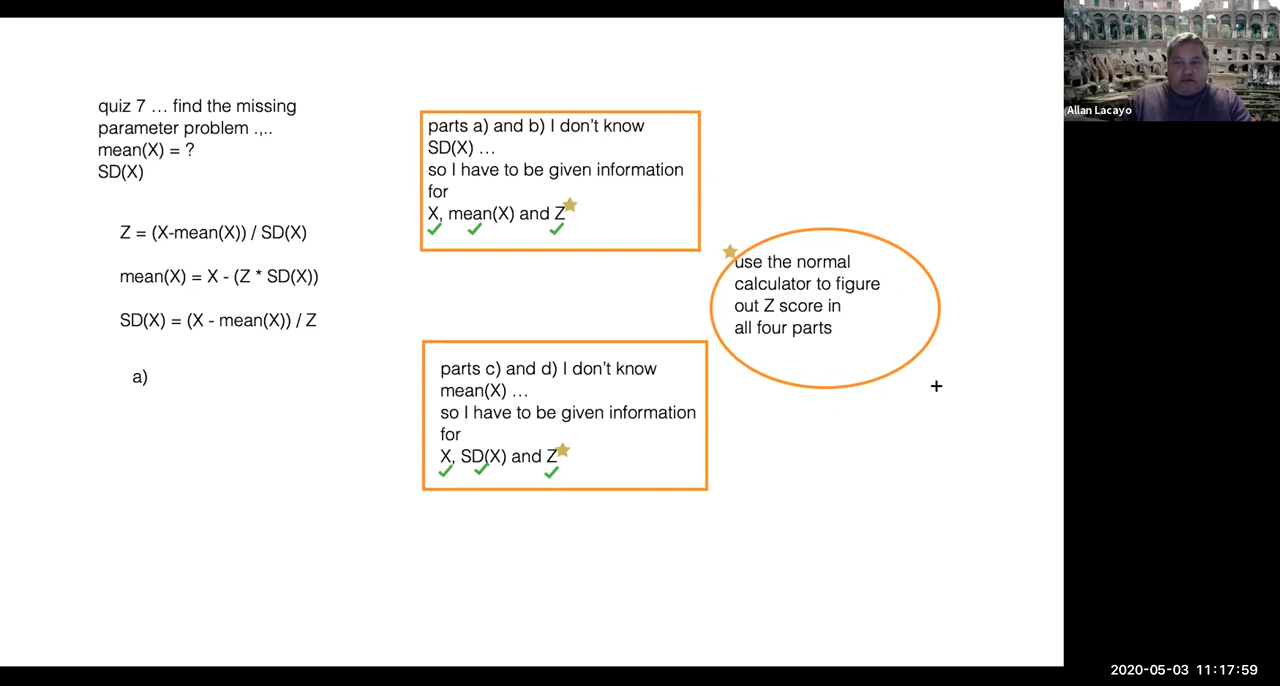 quiz 7 … find the missing
parameter problem .,..
mean(X) = ?
SD(X)
Z = (X-mean(X)) / SD(X)
mean(X) = X - (Z * SD(X))
SD(X) = (X - mean(X)) / Z
a)
parts a) and b) I don’t know
SD(X) …
so I have to be given information
for
X, mean(X) and Z
parts c) and d) I don’t know
mean(X) …
so I have to be given information
for
X, SD(X) and Z
use the normal
calculator to figure
out Z score in
all four parts
Allan Lacayo
2020-05-03 11:17:59